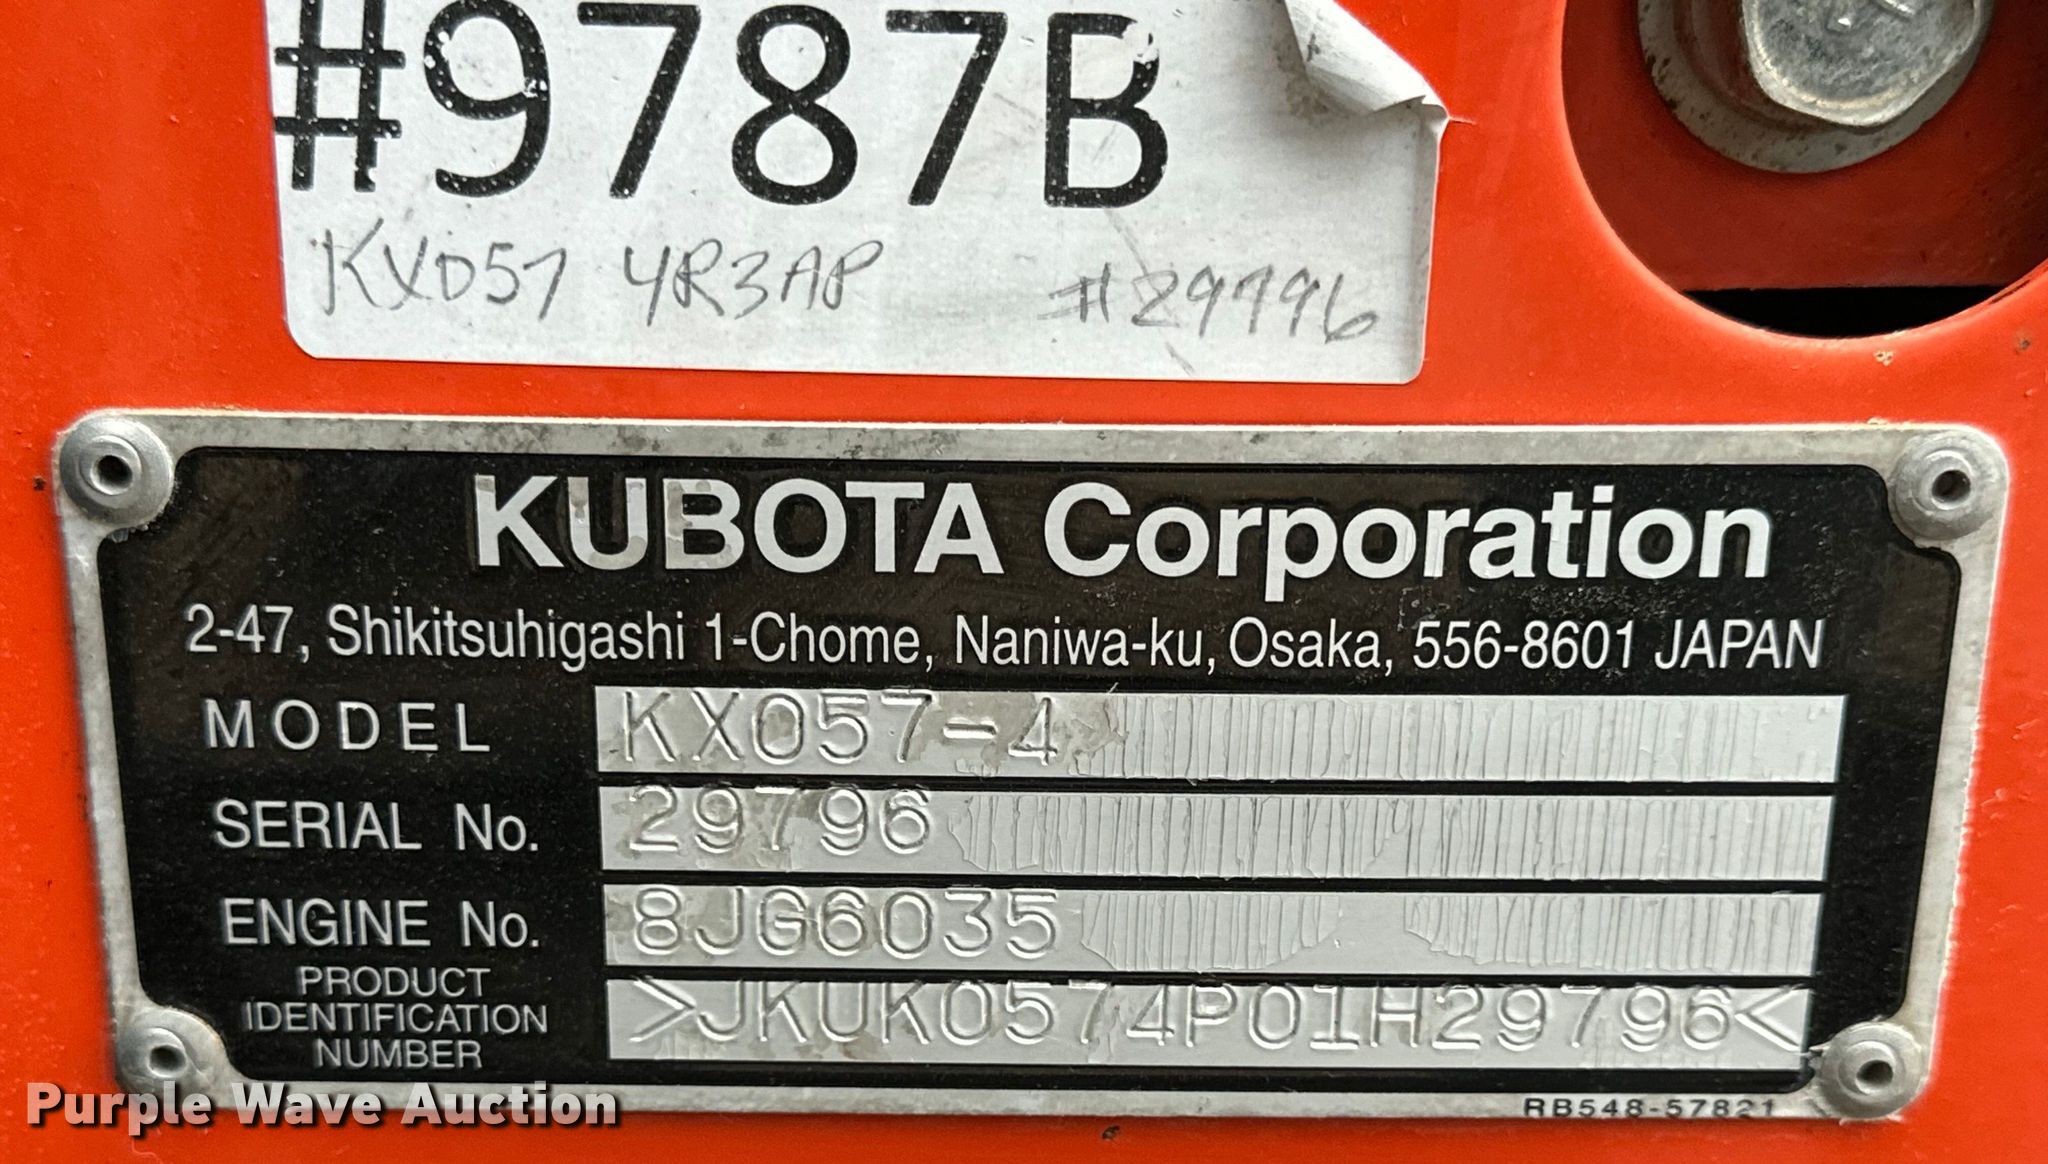 #9787B
KX057 4R3AP #29796
KUBOTA Corporation
2-47, Shikitsuhigashi 1-Chome, Naniwa-ku, Osaka, 556-8601 JAPAN
MODEL KX057-4
SERIAL No. 29796
ENGINE No. 8JG6035
PRODUCT
IDENTIFICATION
NUMBER
>JKUK0574P01H29796<
RB548-57821
Purple Wave Auction